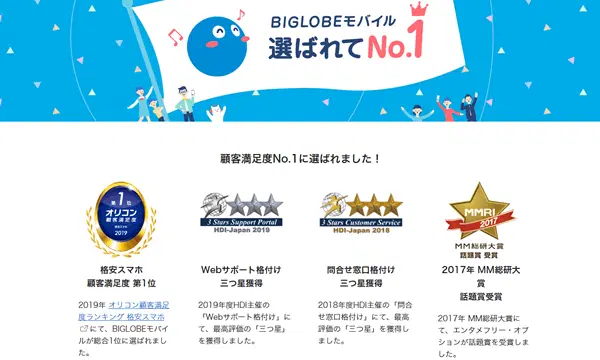 BIGLOBEモバイル
選ばれてNo.1
顧客満足度No.1に選ばれました！
第1位
オリコン
顧客満足度
2019
格安スマホ
顧客満足度 第1位
2019年 オリコン顧客満足
度ランキング 格安スマホ
にて、BIGLOBEモバイ
ルが総合1位に選ばれまし
た。
3 Stars Support Portal
HDI-Japan 2019
Webサポート格付け
三つ星獲得
2019年度HDI主催の
「Webサポート格付け」に
て、最高評価の「三つ星」
を獲得しました。
3 Stars Customer Service
HDI-Japan 2018
問合せ窓口格付け
三つ星獲得
2018年度HDI主催の「問合
せ窓口格付け」にて、最高
評価の「三つ星」を獲得し
ました。
MMRI
2017
MM総研大賞
話題賞 受賞
2017年 MM総研大
賞
話題賞受賞
2017年 MM総研大賞に
て、エンタメフリー・オプ
ションが話題賞を受賞しま
した。